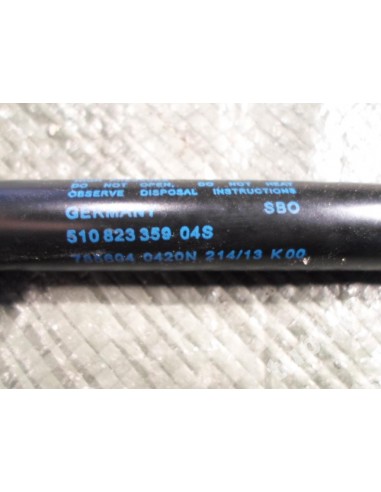 DO NOT OPEN, DO NOT HEAT
OBSERVE DISPOSAL INSTRUCTIONS
GERMANY SBO
510 823 359 04S
0420N 214/13 K00